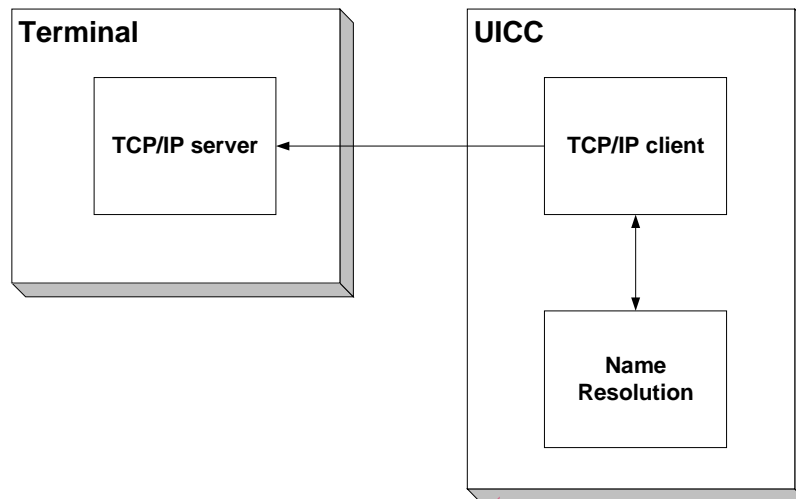 Terminal
UICC
TCP/IP server
TCP/IP client
Name
Resolution